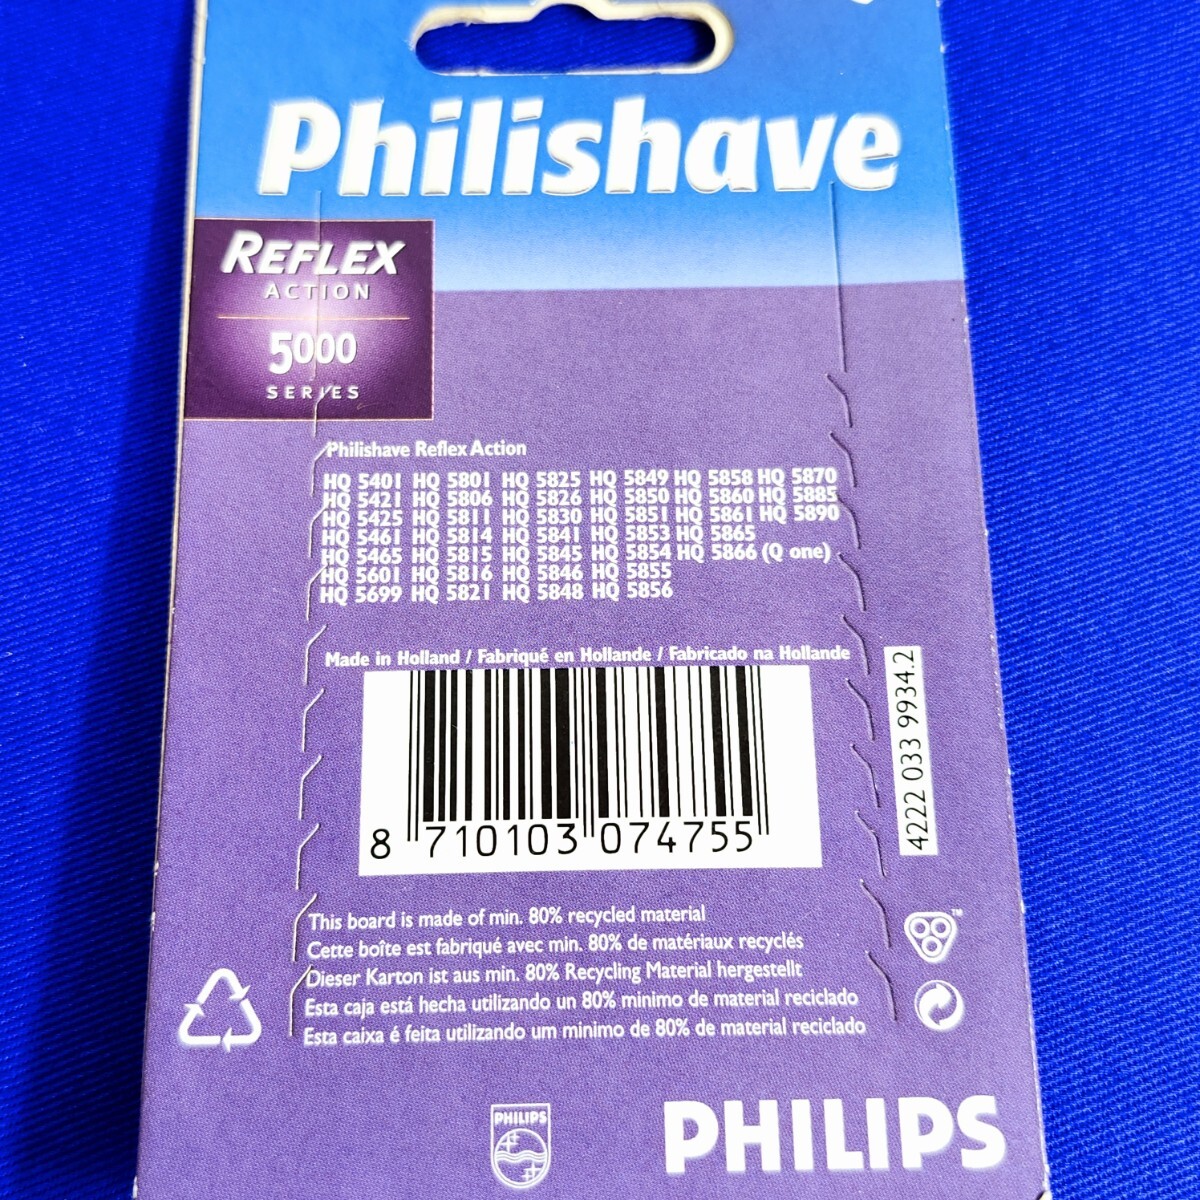 Philishave
REFLEX
ACTION
5000
SERIES
Philishave Reflex Action
HQ 5401 HQ 5801 HQ 5825 HQ 5849 HQ 5858 HQ 5870
HQ 5421 HQ 5806 HQ 5826 HQ 5850 HQ 5860 HQ 5885
HQ 5425 HQ 5811 HQ 5830 HQ 5851 HQ 5861 HQ 5890
HQ 5461 HQ 5814 HQ 5841 HQ 5853 HQ 5865
HQ 5465 HQ 5815 HQ 5845 HQ 5854 HQ 5866 (Q one)
HQ 5601 HQ 5816 HQ 5846 HQ 5855
HQ 5699 HQ 5821 HQ 5848 HQ 5856
Made in Holland / Fabriqué en Hollande / Fabricado na Hollande
8 710103 074755
4222 033 9934.2
This board is made of min. 80% recycled material
Cette boîte est fabriqué avec min. 80% de matériaux recyclés
Dieser Karton ist aus min. 80% Recycling Material hergestellt
Esta caja está hecha utilizando un 80% minimo de material reciclado
Esta caixa é feita utilizando um minimo de 80% de material reciclado
TM
PHILIPS
PHILIPS